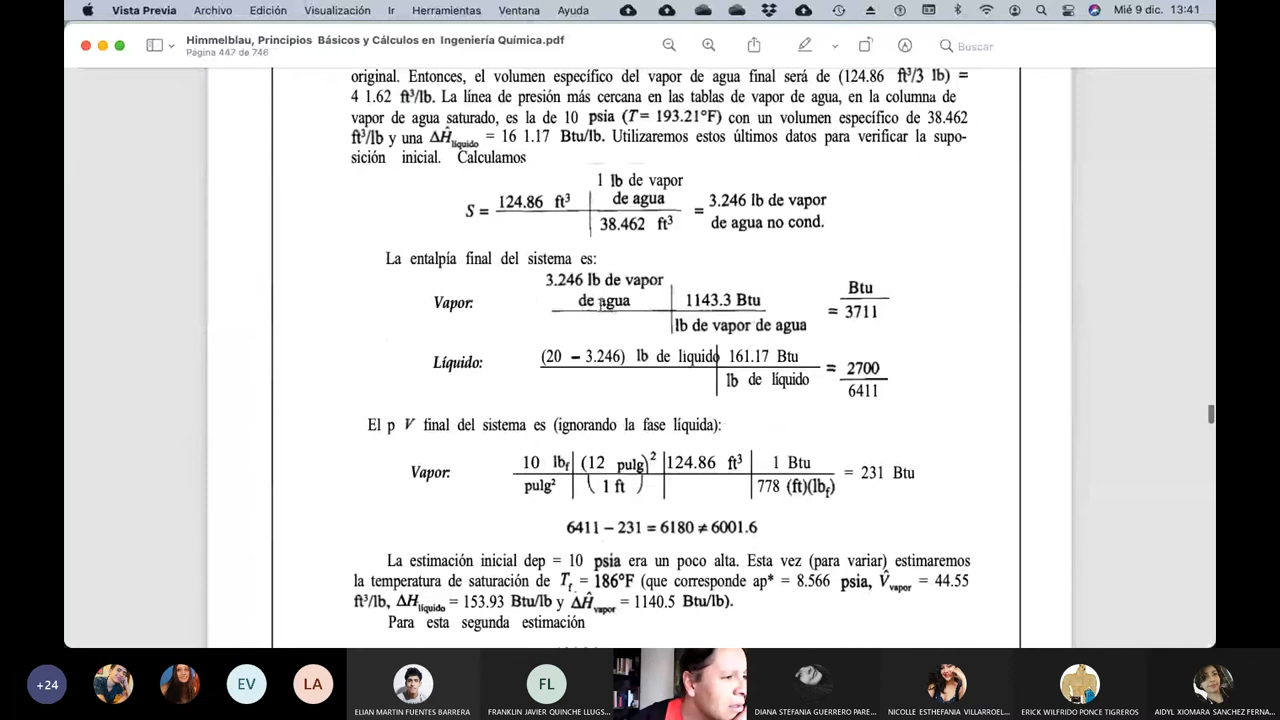 Vista Previa Archivo Edición Visualización Ir Herramientas Ventana Ayuda Mié 9 dic. 13:41
Himmelblau, Principios Básicos y Cálculos en Ingeniería Química.pdf
Página 447 de 746
Buscar
original. Entonces, el volumen específico del vapor de agua final será de (124.86 ft³/3 lb) =
4 1.62 ft³/lb. La línea de presión más cercana en las tablas de vapor de agua, en la columna de
vapor de agua saturado, es la de 10 psia (T = 193.21°F) con un volumen específico de 38.462
ft³/lb y una ΔĤlíquido = 16 1.17 Btu/lb. Utilizaremos estos últimos datos para verificar la supo-
sición inicial. Calculamos
1 lb de vapor
S = 124.86 ft³ de agua = 3.246 lb de vapor
38.462 ft³ de agua no cond.
La entalpía final del sistema es:
3.246 lb de vapor Btu
Vapor: de agua 1143.3 Btu = 3711
lb de vapor de agua
Líquido: (20 − 3.246) lb de liquido 161.17 Btu = 2700
lb de líquido 6411
El p V final del sistema es (ignorando la fase líquida):
Vapor: 10 lbf (12 pulg)² 124.86 ft³ 1 Btu = 231 Btu
pulg² (1 ft) 778 (ft)(lbf)
6411 − 231 = 6180 ≠ 6001.6
La estimación inicial dep = 10 psia era un poco alta. Esta vez (para variar) estimaremos
la temperatura de saturación de Tf = 186°F (que corresponde ap* = 8.566 psia, V̂vapor = 44.55
ft³/lb, ΔHlíquido = 153.93 Btu/lb y ΔĤvapor = 1140.5 Btu/lb).
Para esta segunda estimación
+24
EV
LA
ELIAN MARTIN FUENTES BARRERA
FL
FRANKLIN JAVIER QUINCHE LLUGS...
DIANA STEFANIA GUERRERO PARE...
NICOLLE ESTHEFANIA VILLARROEL...
ERICK WILFRIDO PONCE TIGREROS
AIDYL XIOMARA SANCHEZ FERNA...